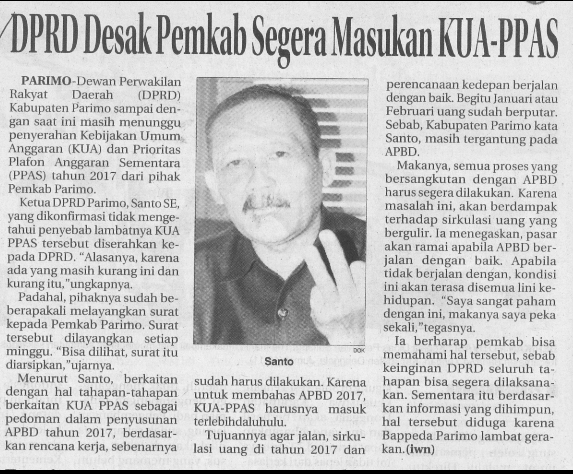 DPRD Desak Pemkab Segera Masukan KUA-PPAS
PARIMO-Dewan Perwakilan
Rakyat Daerah (DPRD)
Kabupaten Parimo sampai den-
gan saat ini masih menunggu
penyerahan Kebijakan Umum
Anggaran (KUA) dan Prioritas
Plafon Anggaran Sementara
(PPAS) tahun 2017 dari pihak
Pemkab Parimo.
Ketua DPRD Parimo, Santo SE,
yang dikonfirmasi tidak menge-
tahui penyebab lambatnya KUA
PPAS tersebut diserahkan ke-
pada DPRD. “Alasanya, karena
ada yang masih kurang ini dan
kurang itu,”ungkapnya.
Padahal, pihaknya sudah be-
berapakali melayangkan surat
kepada Pemkab Parimo. Surat
tersebut dilayangkan setiap
minggu. “Bisa dilihat, surat itu
diarsipkan,”ujarnya.
Menurut Santo, berkaitan
dengan hal tahapan-tahapan
berkaitan KUA PPAS sebagai
pedoman dalam penyusunan
APBD tahun 2017, berdasar-
kan rencana kerja, sebenarnya
DOK
Santo
sudah harus dilakukan. Karena
untuk membahas APBD 2017,
KUA-PPAS harusnya masuk
terlebihdaluhulu.
Tujuannya agar jalan, sirku-
lasi uang di tahun 2017 dan
perencanaan kedepan berjalan
dengan baik. Begitu Januari atau
Februari uang sudah berputar.
Sebab, Kabupaten Parimo kata
Santo, masih tergantung pada
APBD.
Makanya, semua proses yang
bersangkutan dengan APBD
harus segera dilakukan. Karena
masalah ini, akan berdampak
terhadap sirkulasi uang yang
bergulir. Ia menegaskan, pasar
akan ramai apabila APBD ber-
jalan dengan baik. Apabila
tidak berjalan dengan, kondisi
ini akan terasa disemua lini ke-
hidupan. “Saya sangat paham
dengan ini, makanya saya peka
sekali,”tegasnya.
Ia berharap pemkab bisa
memahami hal tersebut, sebab
keinginan DPRD seluruh ta-
hapan bisa segera dilaksana-
kan. Sementara itu berdasar-
kan informasi yang dihimpun,
hal tersebut diduga karena
Bappeda Parimo lambat gera-
kan.(iwn)